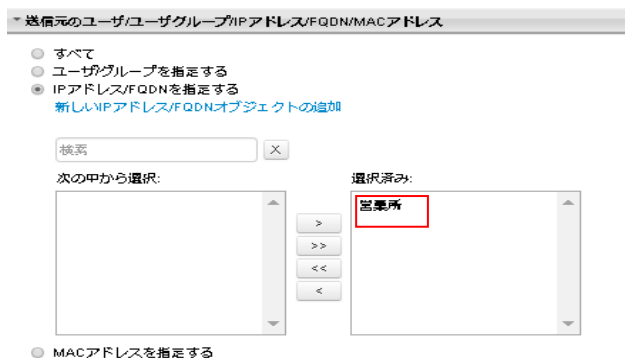 送信元のユーザ/ユーザグループ/IPアドレス/FQDN/MACアドレス
すべて
ユーザ/グループを指定する
IPアドレス/FQDNを指定する
新しいIPアドレス/FQDNオブジェクトの追加
検索 X
次の中から選択: 選択済み:
営業所
>
>>
<<
<
MACアドレスを指定する